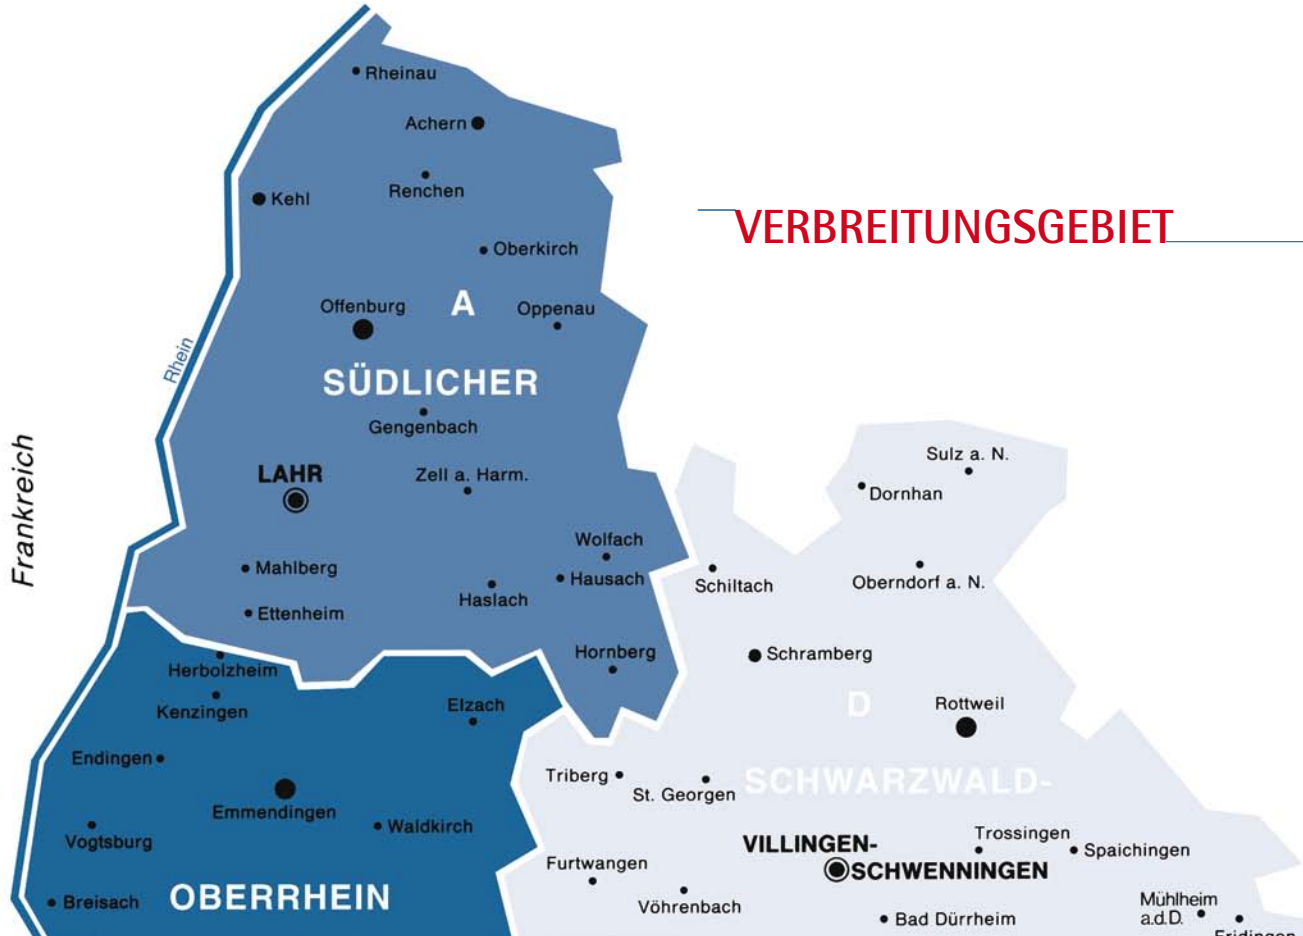 Rheinau
Achern
Renchen
Kehl
VERBREITUNGSGEBIET
Oberkirch
A
Offenburg
Oppenau
Rhein
SÜDLICHER
Gengenbach
Frankreich
LAHR
Zell a. Harm.
Sulz a. N.
Dornhan
Wolfach
Mahlberg
Hausach
Schiltach
Oberndorf a. N.
Haslach
Ettenheim
Hornberg
Schramberg
Herbolzheim
Kenzingen
Elzach
D
Rottweil
Endingen
Triberg
St. Georgen
SCHWARZWALD-
Emmendingen
Waldkirch
Vogtsburg
VILLINGEN-
SCHWENNINGEN
Trossingen
Spaichingen
Furtwangen
OBERRHEIN
Breisach
Vöhrenbach
Bad Dürrheim
Mühlheim
a.d.D.
Fridingen